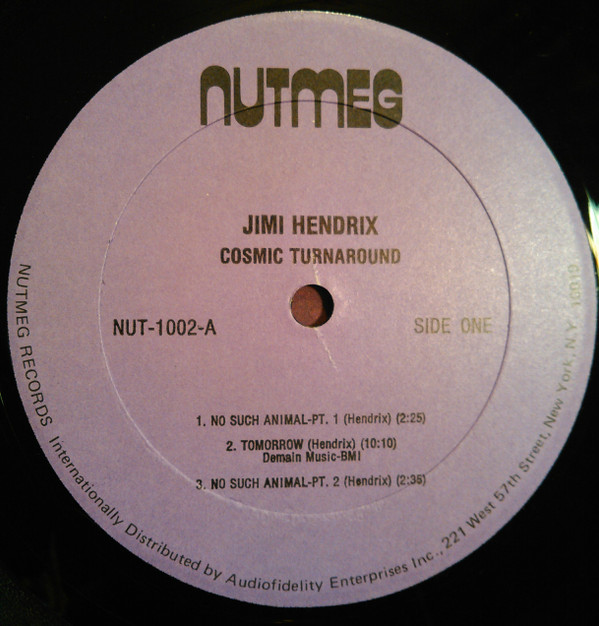 NUTMEG
JIMI HENDRIX
COSMIC TURNAROUND
NUT-1002-A
SIDE ONE
1. NO SUCH ANIMAL-PT. 1 (Hendrix) (2:25)
2. TOMORROW (Hendrix) (10:10)
Demain Music-BMI
3. NO SUCH ANIMAL-PT. 2 (Hendrix) (2:35)
NUTMEG RECORDS Internationally Distributed by Audiofidelity Enterprises Inc., 221 West 57th Street, New York, N.Y. 10019